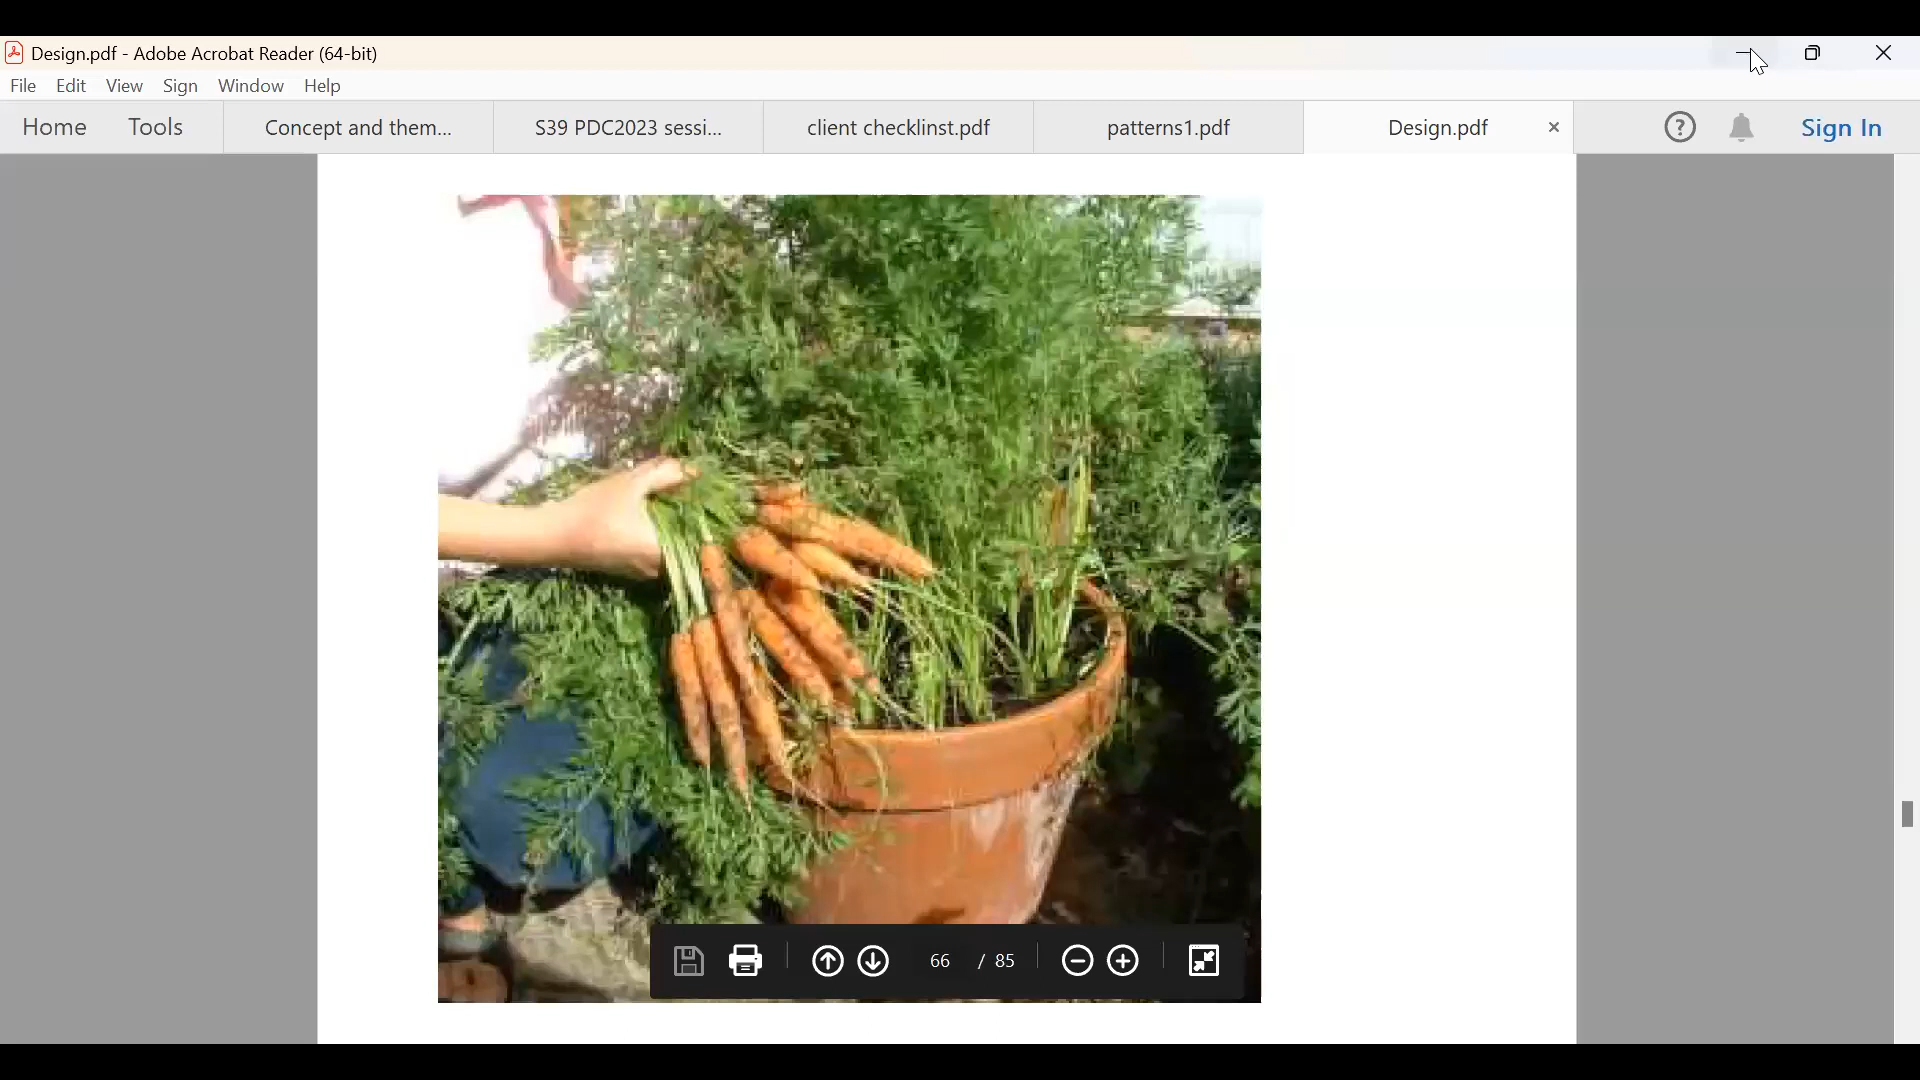 Design.pdf - Adobe Acrobat Reader (64-bit)
File Edit View Sign Window Help
Home Tools Concept and them... S39 PDC2023 sessi... client checklinst.pdf patterns1.pdf Design.pdf Sign In
66 / 85